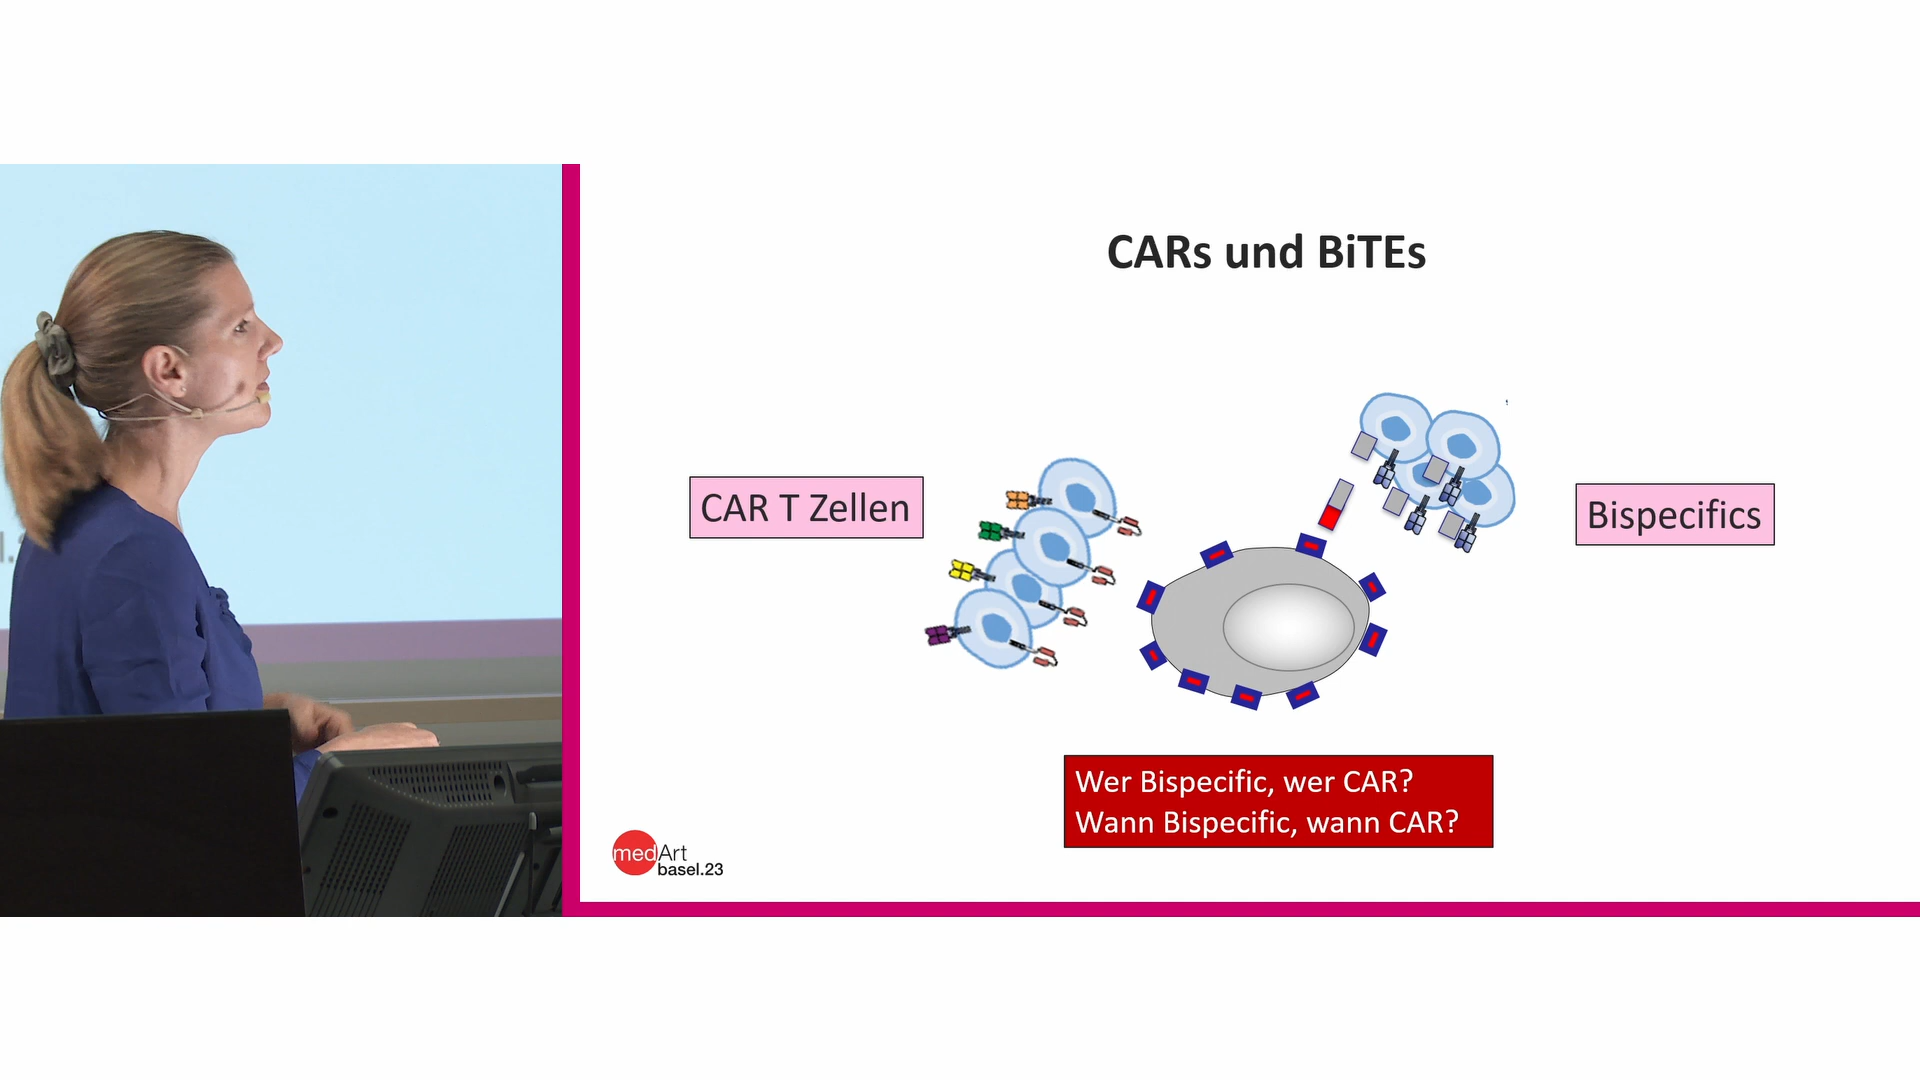 CARs und BiTEs
CAR T Zellen
Bispecifics
Wer Bispecific, wer CAR?
Wann Bispecific, wann CAR?
medArt
basel.23